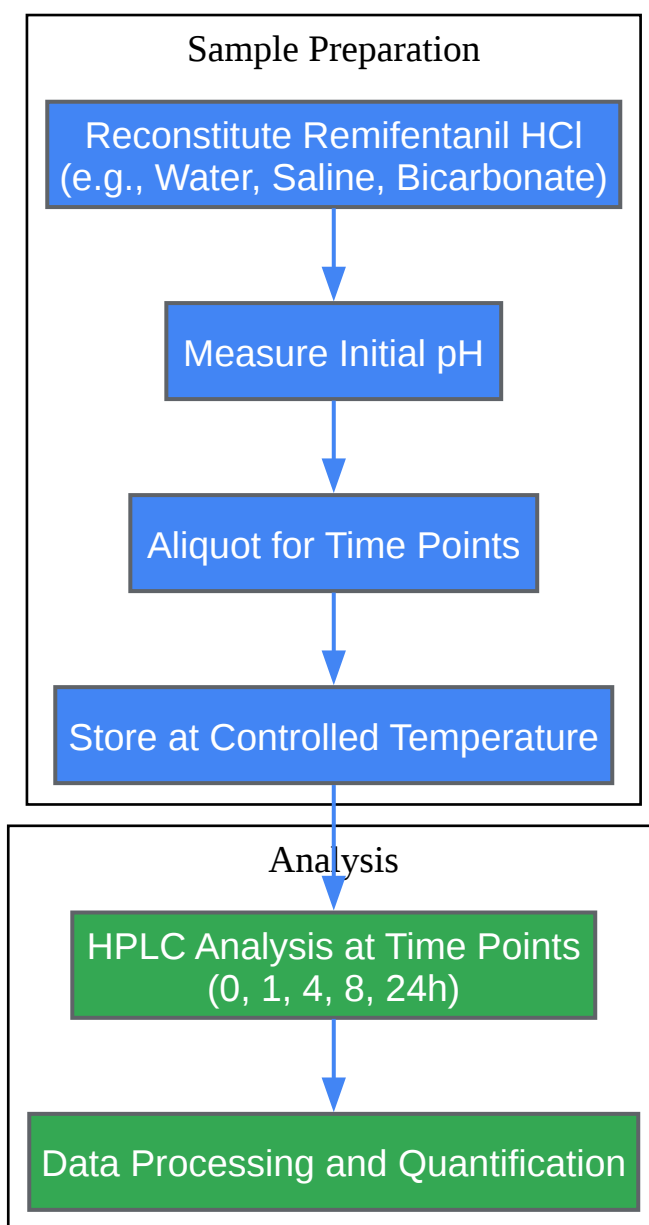 Sample Preparation
Reconstitute Remifentanil HCl
(e.g., Water, Saline, Bicarbonate)
Measure Initial pH
Aliquot for Time Points
Store at Controlled Temperature
Analysis
HPLC Analysis at Time Points
(0, 1, 4, 8, 24h)
Data Processing and Quantification